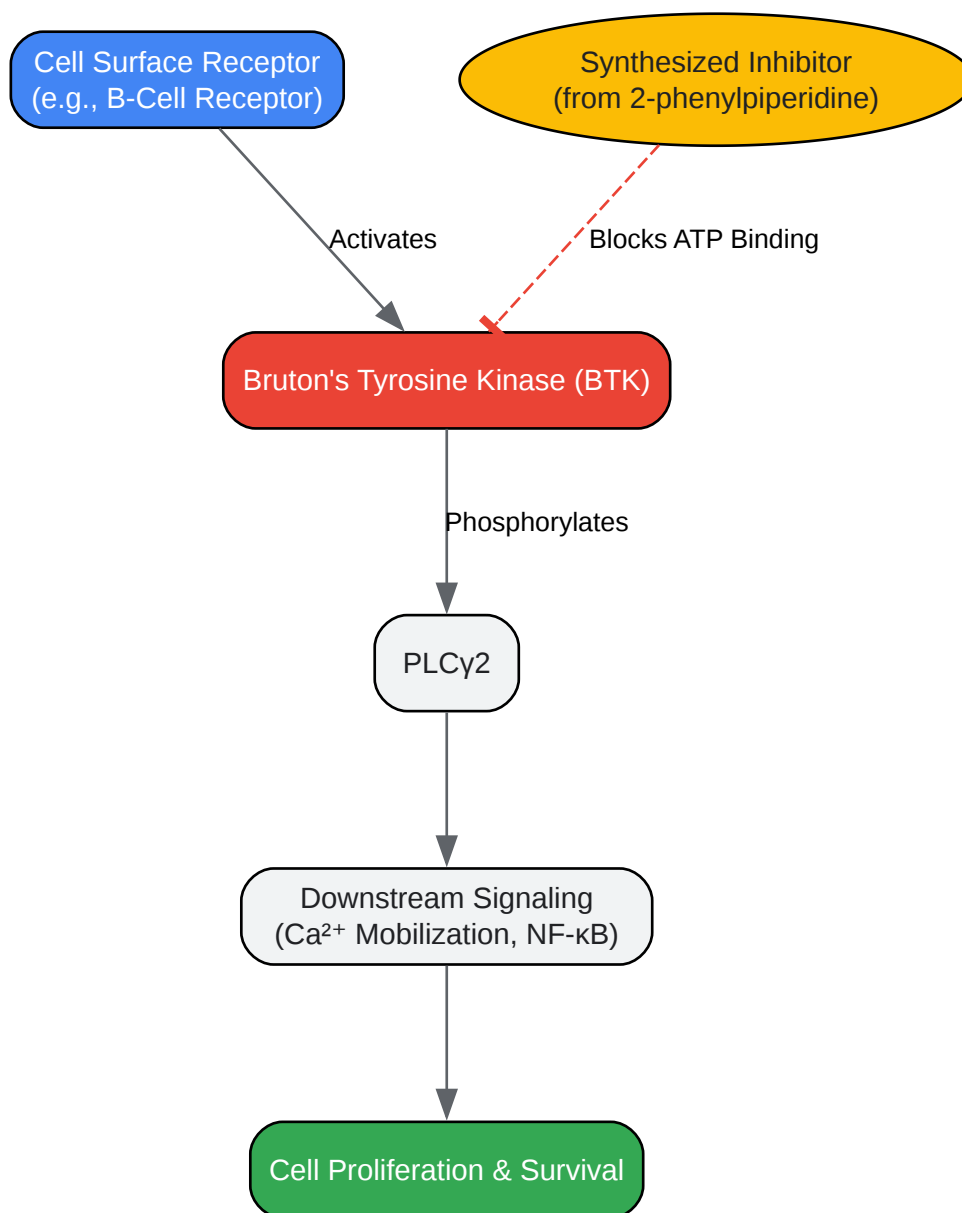 Cell Surface Receptor
(e.g., B-Cell Receptor)
Synthesized Inhibitor
(from 2-phenylpiperidine)
Activates
Blocks ATP Binding
Bruton's Tyrosine Kinase (BTK)
Phosphorylates
PLCγ2
Downstream Signaling
(Ca²⁺ Mobilization, NF-κB)
Cell Proliferation & Survival